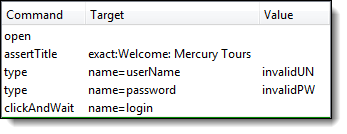 Command Target Value
open
assertTitle exact:Welcome: Mercury Tours
type name=userName invalidUN
type name=password invalidPW
clickAndWait name=login